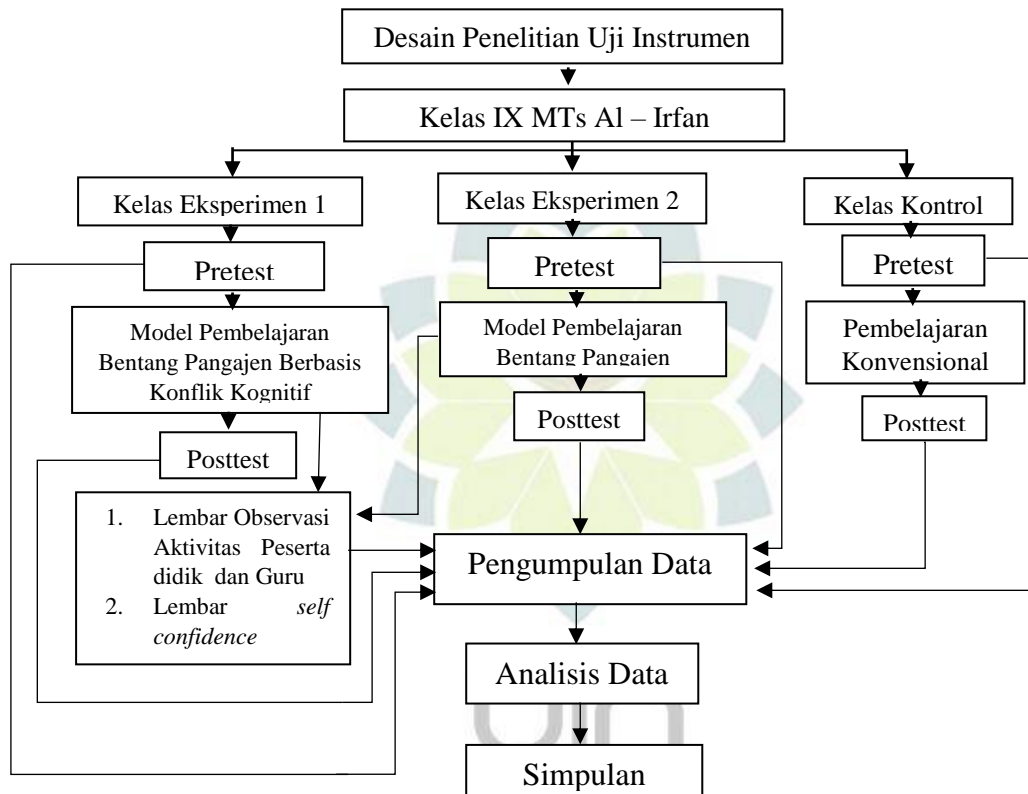 Desain Penelitian Uji Instrumen
Kelas IX MTs Al – Irfan
Kelas Eksperimen 1
Kelas Eksperimen 2
Kelas Kontrol
Pretest
Pretest
Pretest
Model Pembelajaran
Bentang Pangajen Berbasis
Konflik Kognitif
Model Pembelajaran
Bentang Pangajen
Pembelajaran
Konvensional
Posttest
Posttest
Posttest
1. Lembar Observasi
Aktivitas Peserta
didik dan Guru
2. Lembar self
confidence
Pengumpulan Data
Analisis Data
uin
Simpulan